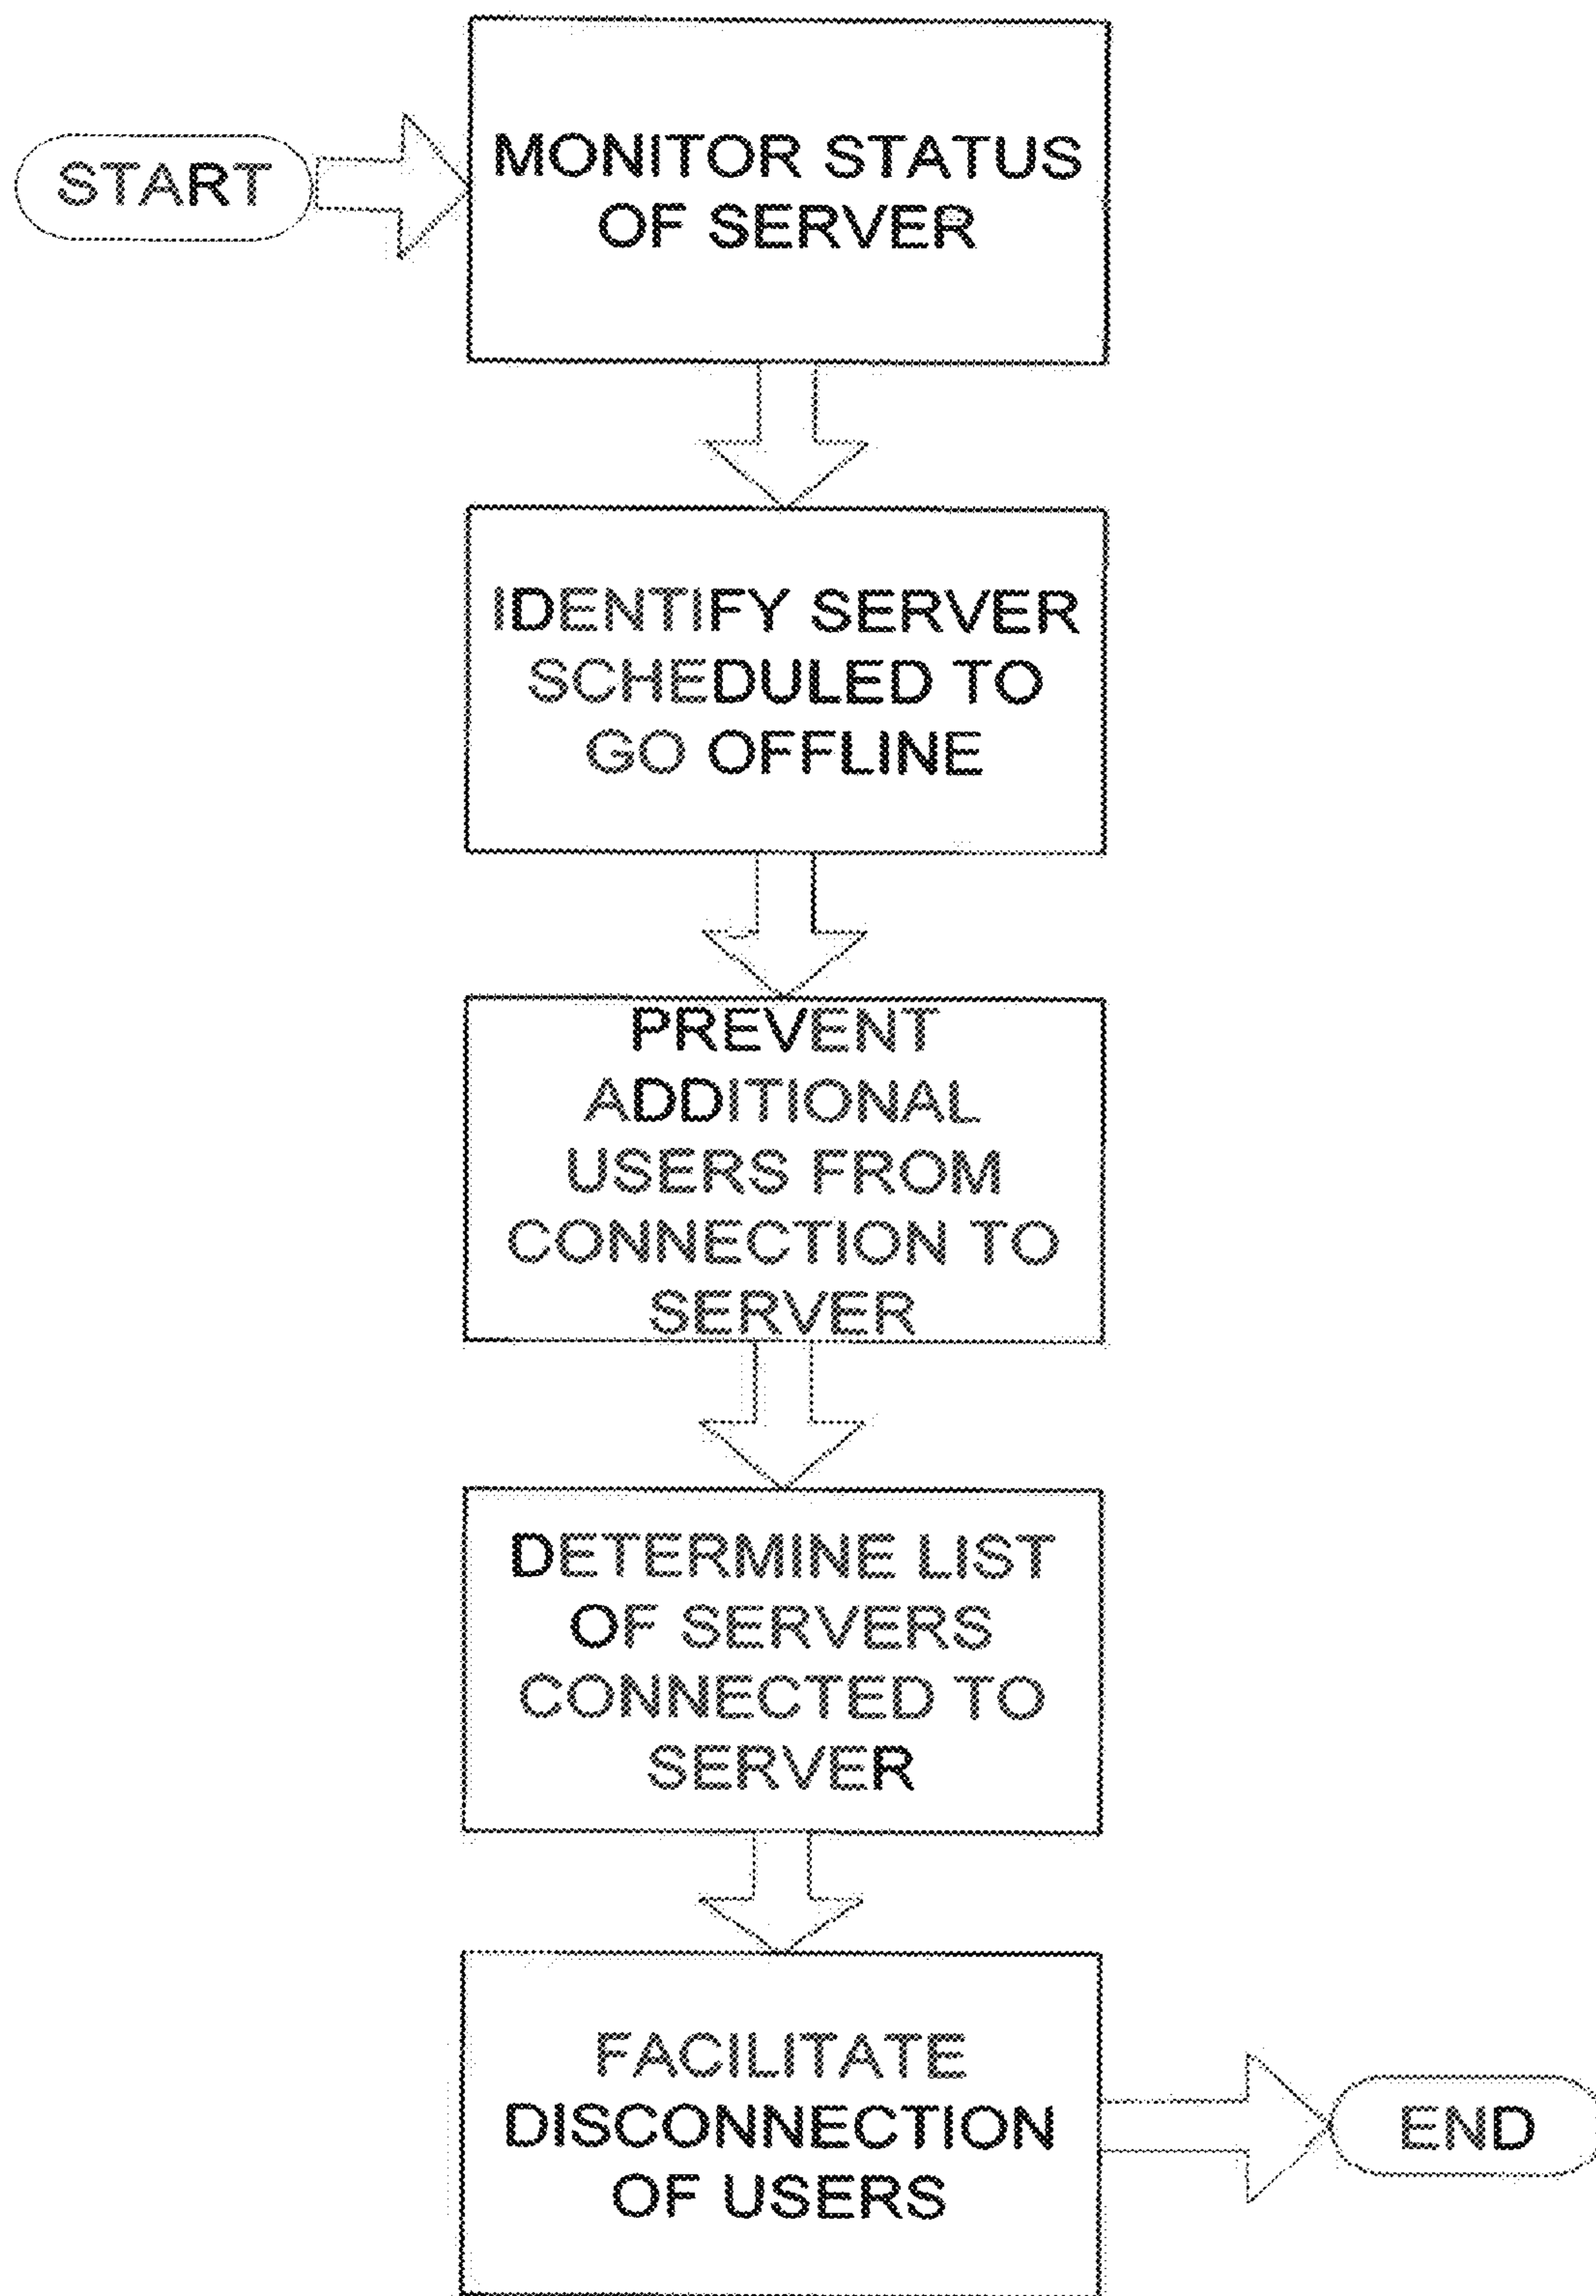 START
MONITOR STATUS
OF SERVER
IDENTIFY SERVER
SCHEDULED TO
GO OFFLINE
PREVENT
ADDITIONAL
USERS FROM
CONNECTION TO
SERVER
DETERMINE LIST
OF SERVERS
CONNECTED TO
SERVER
FACILITATE
DISCONNECTION
OF USERS
END